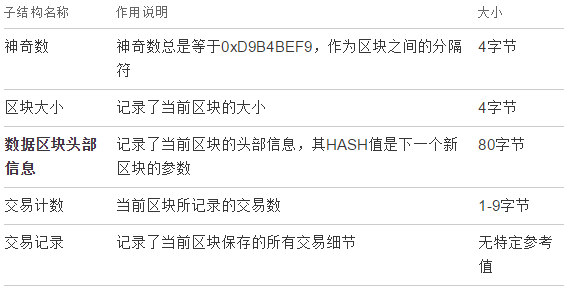 子结构名称 作用说明 大小
神奇数 神奇数总是等于0xD9B4BEF9，作为区块之间的分隔 4字节
符
区块大小 记录了当前区块的大小 4字节
数据区块头部 记录了当前区块的头部信息，其HASH值是下一个新 80字节
信息 区块的参数
交易计数 当前区块所记录的交易数 1-9字节
交易记录 记录了当前区块保存的所有交易细节 无特定参考
值